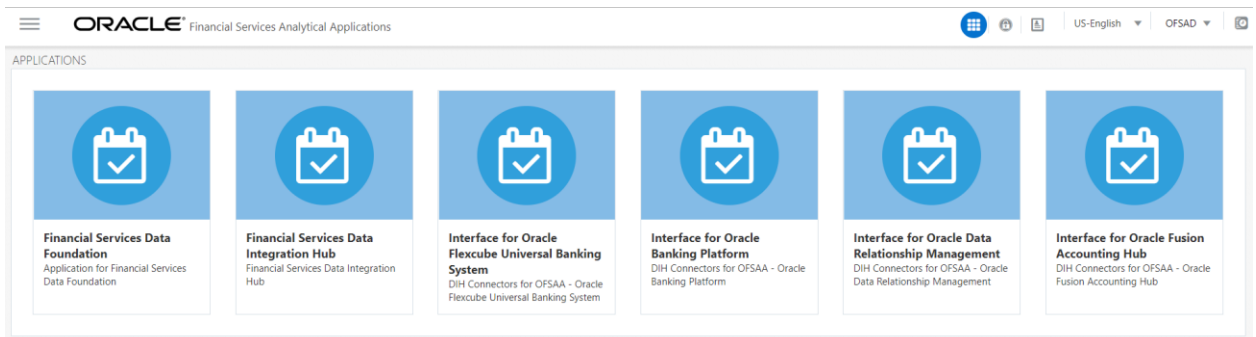 ORACLE® Financial Services Analytical Applications
US-English
OFSAD
APPLICATIONS
Financial Services Data
Foundation
Application for Financial Services
Data Foundation
Financial Services Data
Integration Hub
Financial Services Data Integration
Hub
Interface for Oracle
Flexcube Universal Banking
System
DIH Connectors for OFSAA - Oracle
Flexcube Universal Banking System
Interface for Oracle
Banking Platform
DIH Connectors for OFSAA - Oracle
Banking Platform
Interface for Oracle Data
Relationship Management
DIH Connectors for OFSAA - Oracle
Data Relationship Management
Interface for Oracle Fusion
Accounting Hub
DIH Connectors for OFSAA - Oracle
Fusion Accounting Hub